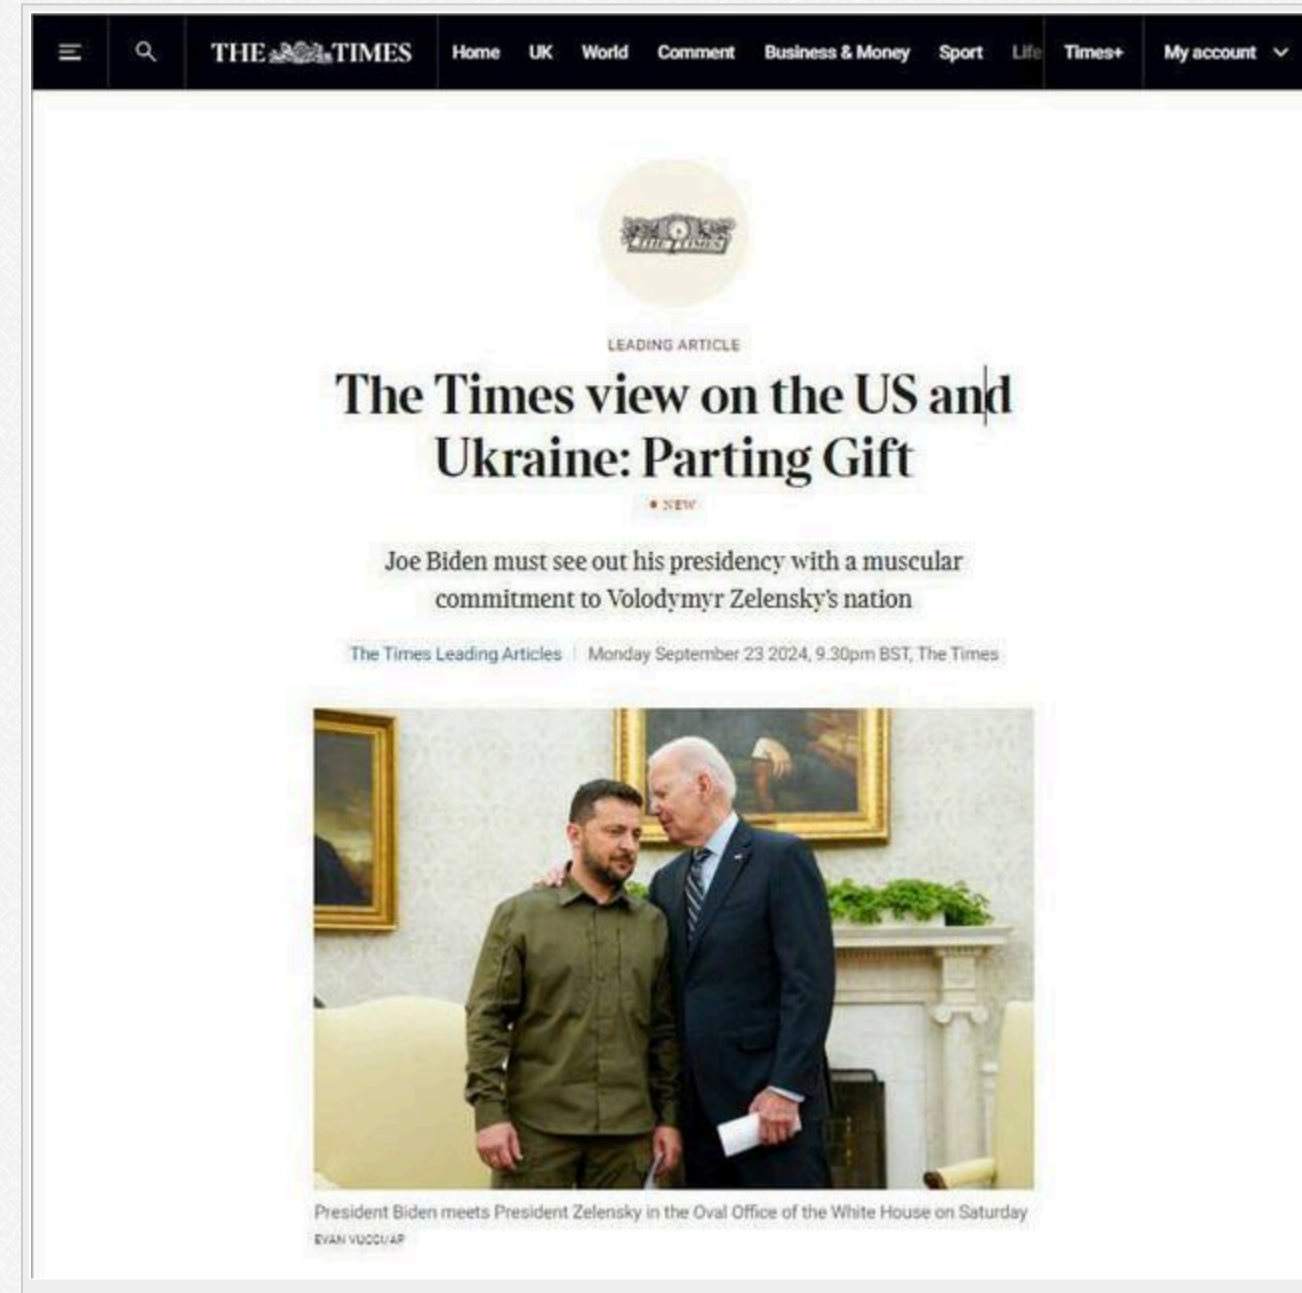 THE TIMES Home UK World Comment Business & Money Sport Life Times+ My account
THE TIMES
LEADING ARTICLE
The Times view on the US and
Ukraine: Parting Gift
• NEW
Joe Biden must see out his presidency with a muscular
commitment to Volodymyr Zelensky's nation
The Times Leading Articles | Monday September 23 2024, 9.30pm BST, The Times
President Biden meets President Zelensky in the Oval Office of the White House on Saturday
EVAN VUCCI/AP